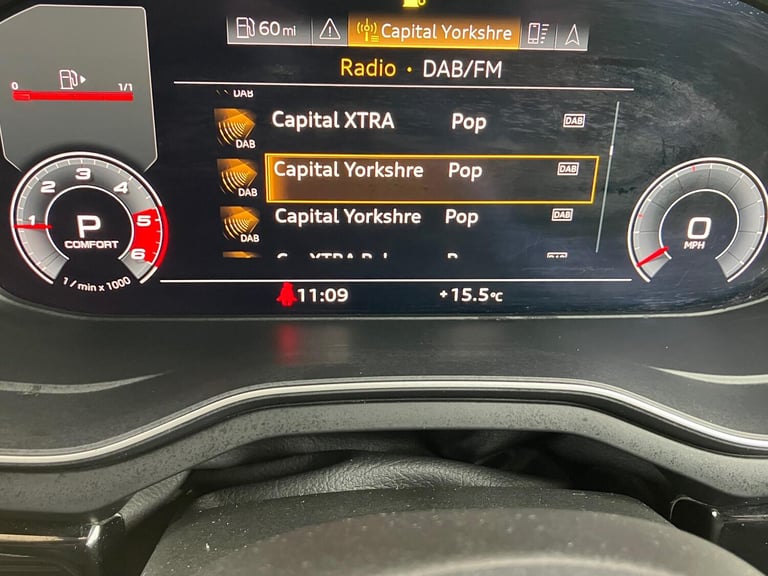 60 mi Capital Yorkshre
Radio • DAB/FM
0 1/1
DAB
Capital XTRA Pop DAB
DAB
Capital Yorkshre Pop DAB
DAB
Capital Yorkshre Pop DAB
DAB
1 2 3 4 5 6
P
COMFORT
1 / min x 1000
0
MPH
11:09 +15.5°C